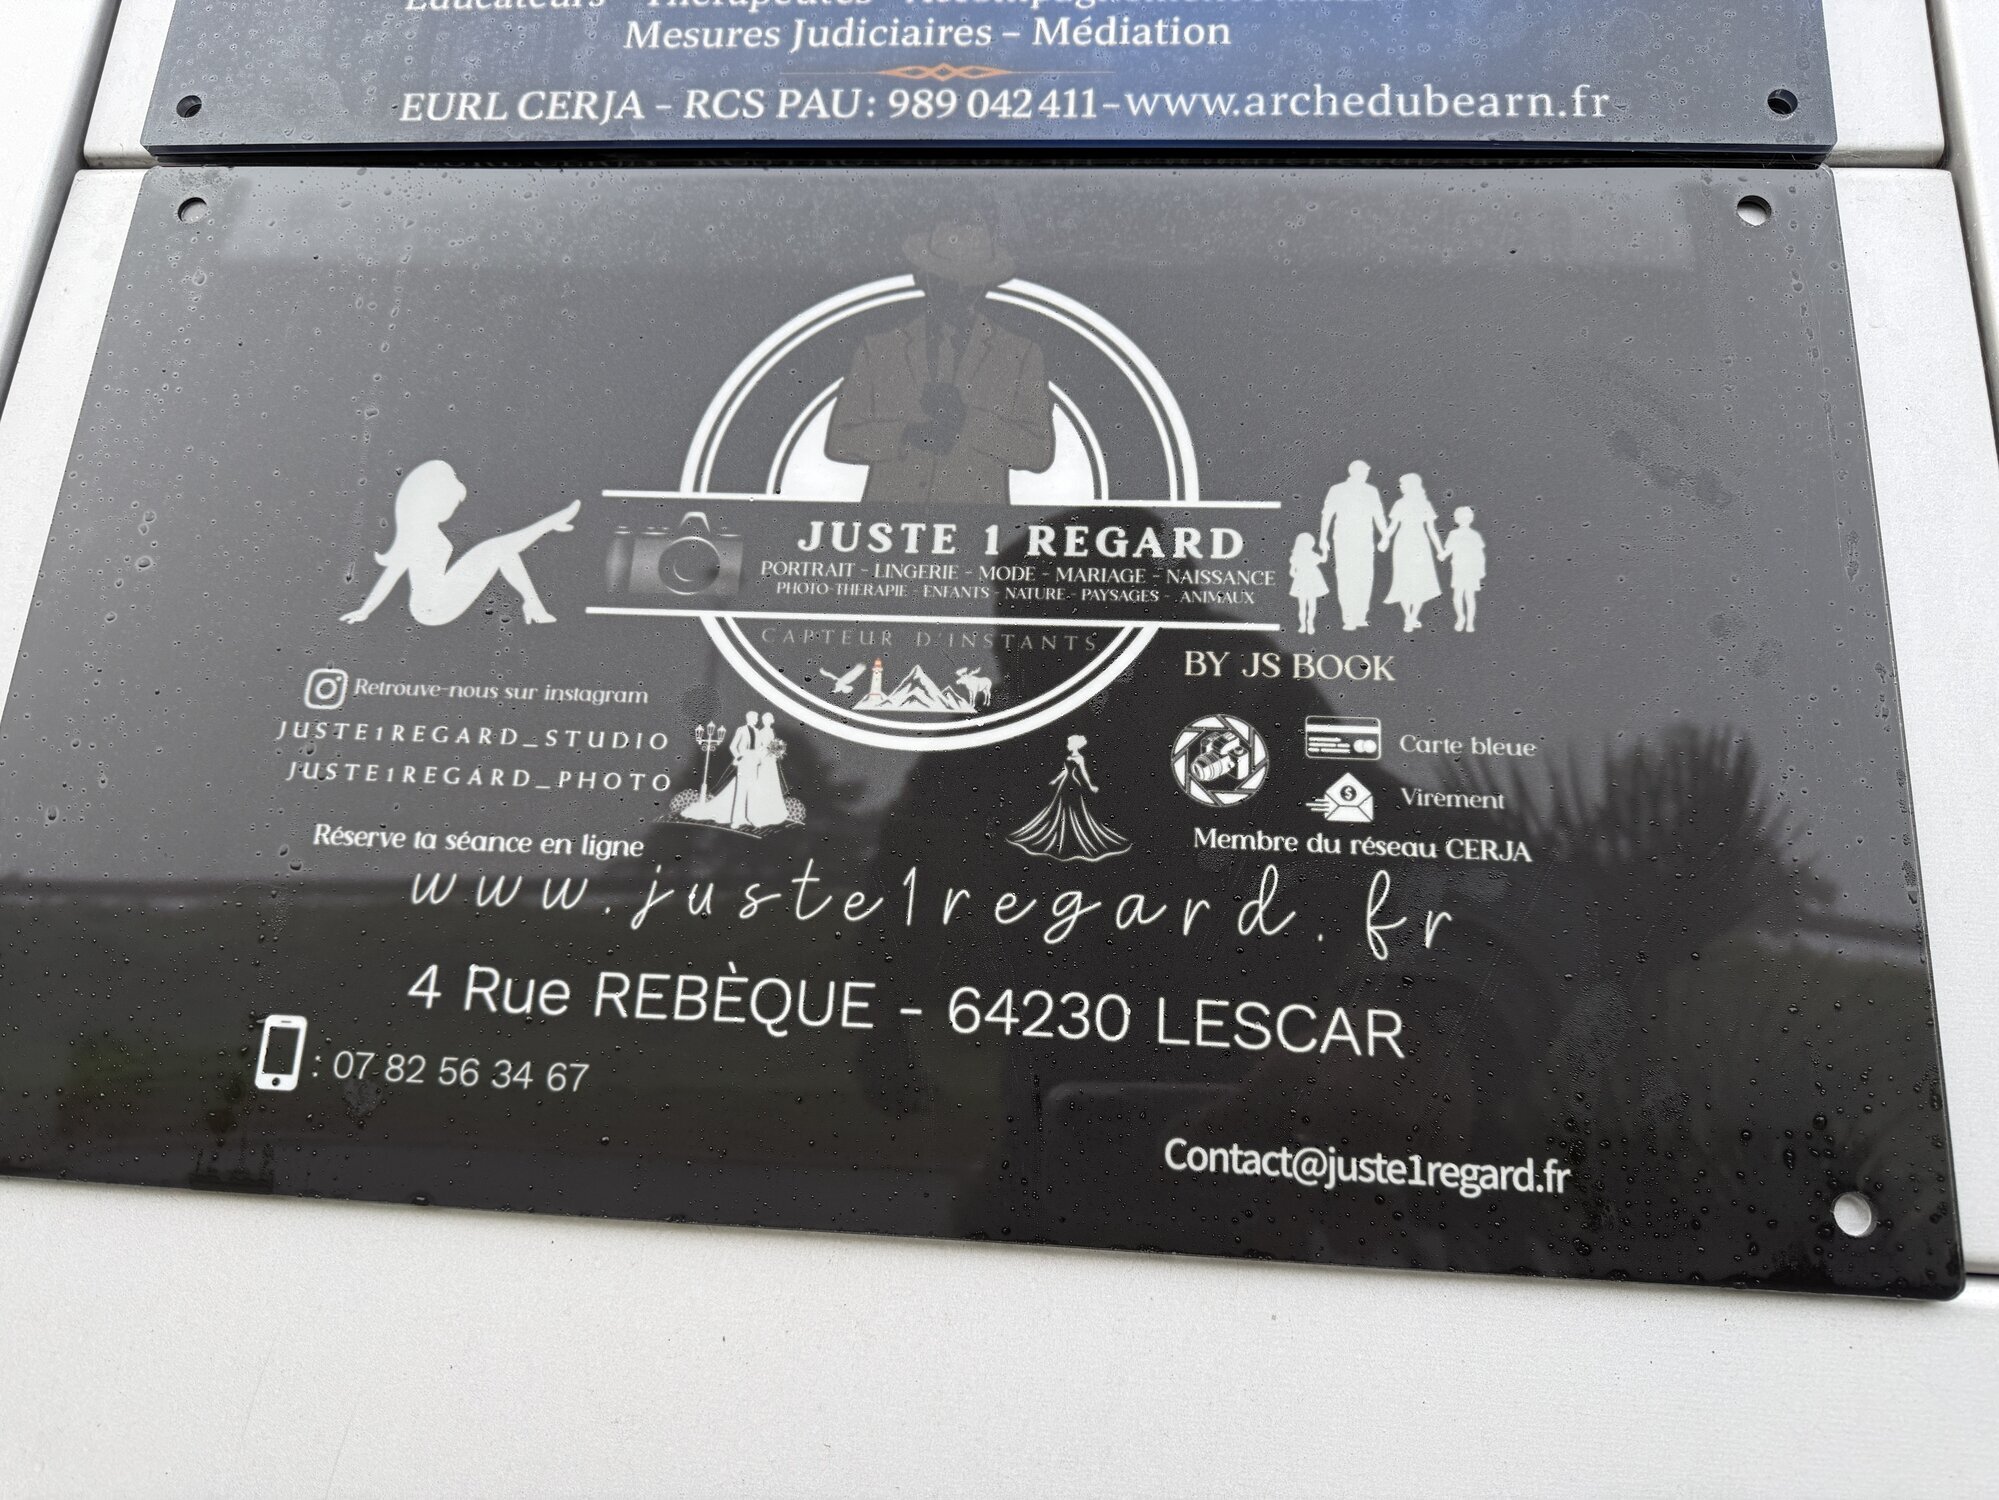 Mesures Judiciaires – Médiation
EURL CERJA – RCS PAU : 989 042 411–www.archedubearn.fr
JUSTE 1 REGARD
PORTRAIT - LINGERIE - MODE - MARIAGE - NAISSANCE
PHOTO-THERAPIE - ENFANTS - NATURE - PAYSAGES - ANIMAUX
CAPTEUR D'INSTANTS
BY JS BOOK
Retrouve-nous sur instagram
JUSTE1REGARD_STUDIO
JUSTE1REGARD_PHOTO
Carte bleue
Virement
Réserve ta séance en ligne
Membre du réseau CERJA
www.juste1regard.fr
4 Rue REBÈQUE - 64230 LESCAR
: 07 82 56 34 67
Contact@juste1regard.fr